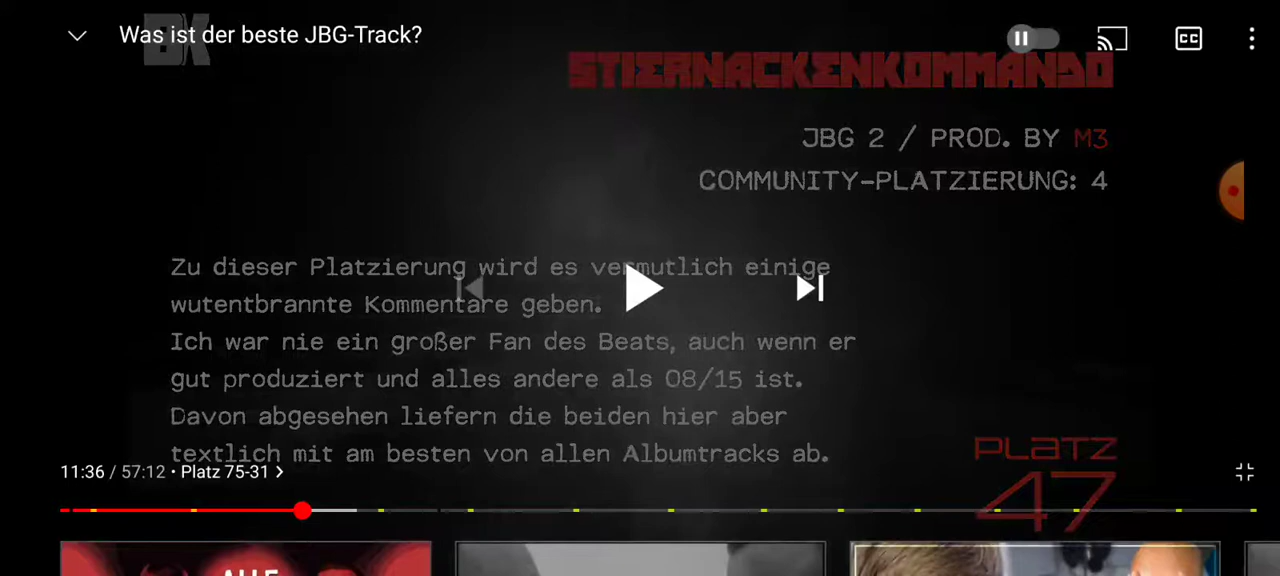 BK
Was ist der beste JBG-Track?
CC
STIERNACKENKOMMANDO
JBG 2 / PROD. BY M3
COMMUNITY-PLATZIERUNG: 4
Zu dieser Platzierung wird es vermutlich einige
wutentbrannte Kommentare geben.
Ich war nie ein großer Fan des Beats, auch wenn er
gut produziert und alles andere als 08/15 ist.
Davon abgesehen liefern die beiden hier aber
textlich mit am besten von allen Albumtracks ab.
PLATZ
47
11:36 / 57:12 • Platz 75-31 >
ALLE